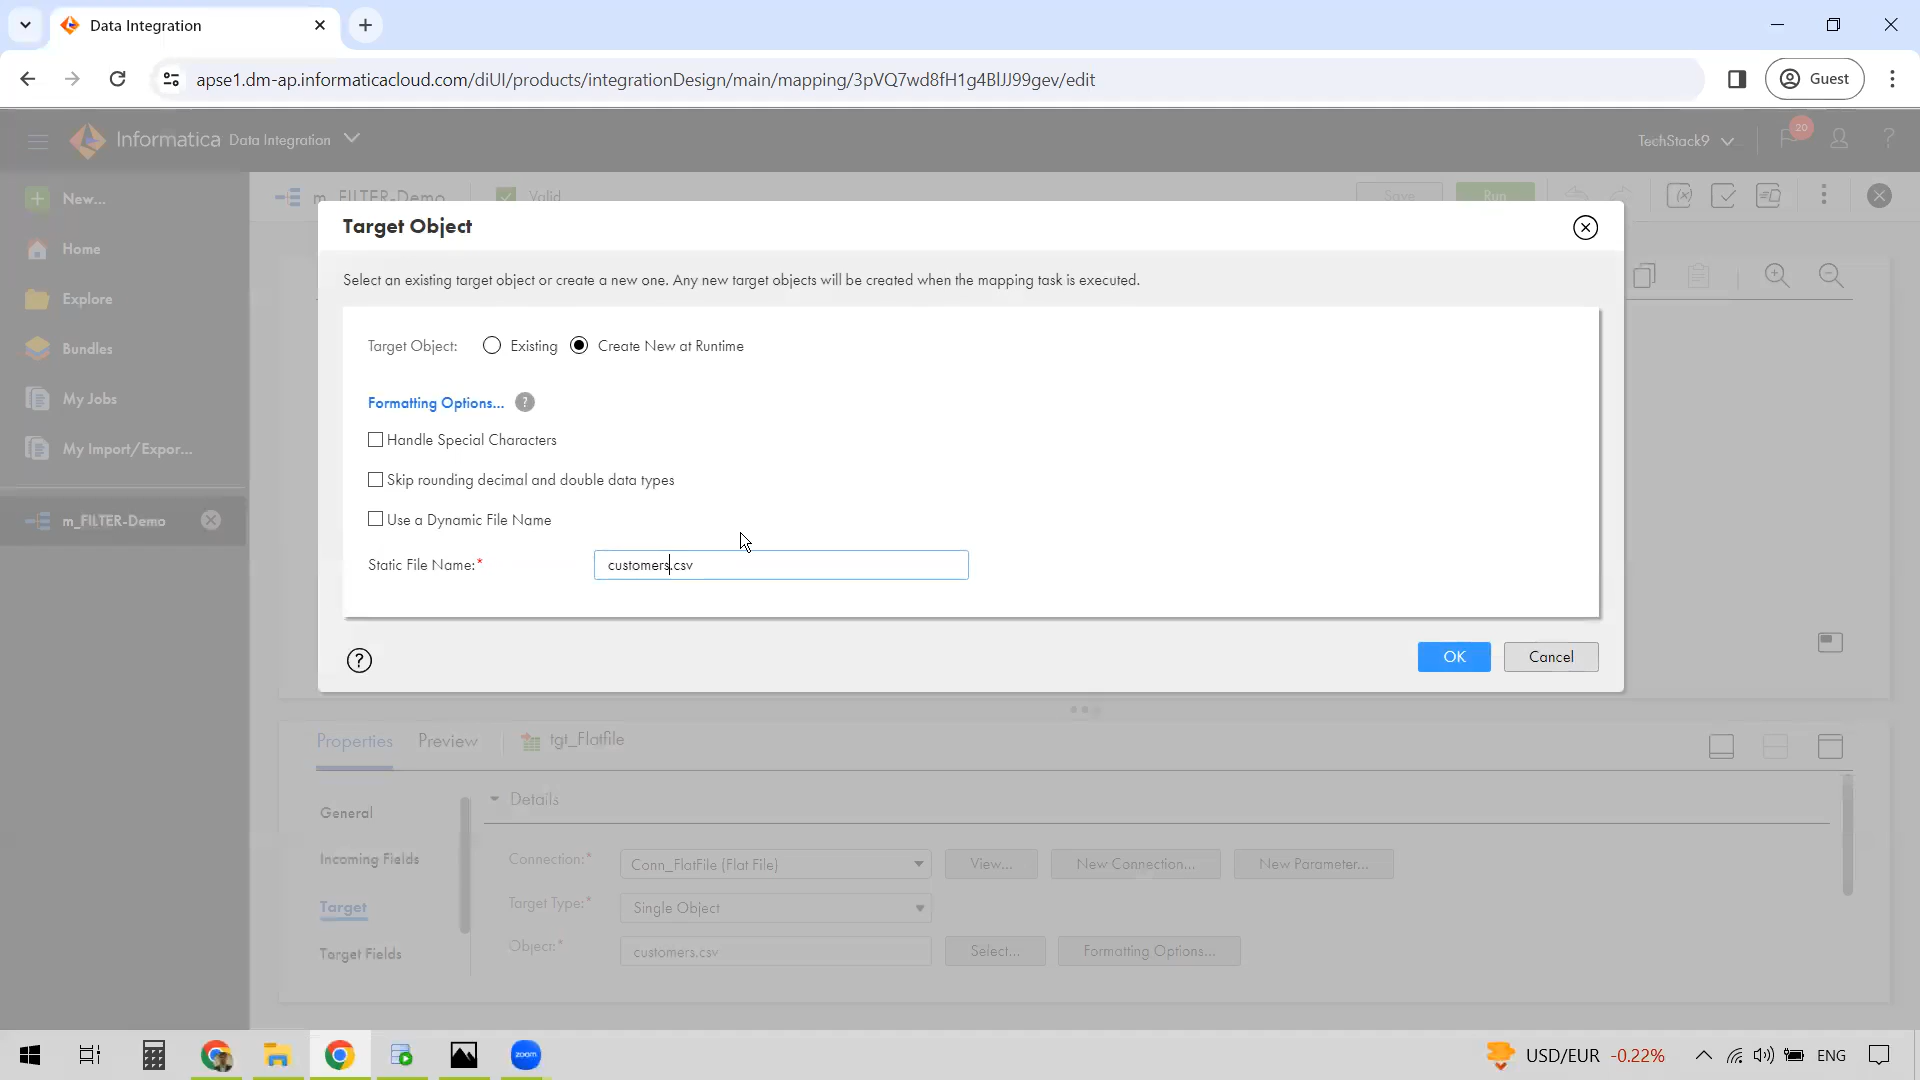 Data Integration
apse1.dm-ap.informaticacloud.com/diUI/products/integrationDesign/main/mapping/3pVQ7wd8fH1g4BlJJ99gev/edit
Guest
Informatica Data Integration
TechStack9
20
New...
Home
Explore
Bundles
My Jobs
My Import/Expor...
m_FILTER-Demo
m_FILTER-Demo
Valid
Save
Run
Target Object
Select an existing target object or create a new one. Any new target objects will be created when the mapping task is executed.
Target Object: Existing Create New at Runtime
Formatting Options... ?
Handle Special Characters
Skip rounding decimal and double data types
Use a Dynamic File Name
Static File Name:* customers.csv
?
OK
Cancel
Properties Preview tgt_Flatfile
General
Incoming Fields
Target
Target Fields
Details
Connection:* Conn_FlatFile (Flat File) View... New Connection... New Parameter...
Target Type:* Single Object
Object:* customers.csv Select... Formatting Options...
zoom
USD/EUR -0.22%
ENG